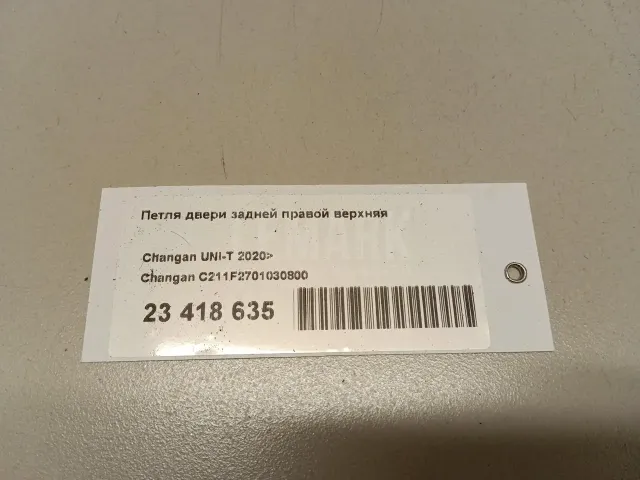 Петля двери задней правой верхняя
Changan UNI-T 2020>
Changan C211F2701030800
23 418 635